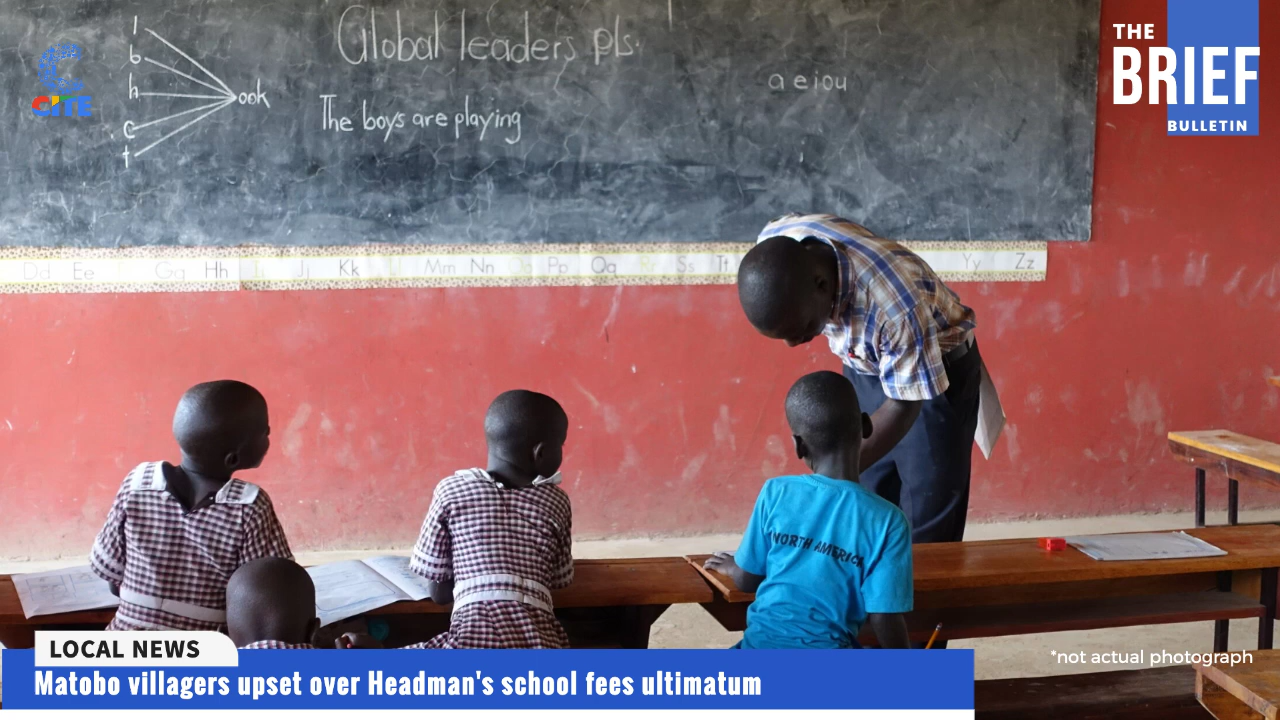 Global leaders pls.
l
b
h
c
t
ook
The boys are playing
a e i o u
CITE
THE
BRIEF
BULLETIN
Dd Ee Gg Hh Jj Kk Mm Nn Pp Qq Ss Tt Yy Zz
NORTH AMERICA
*not actual photograph
LOCAL NEWS
Matobo villagers upset over Headman's school fees ultimatum